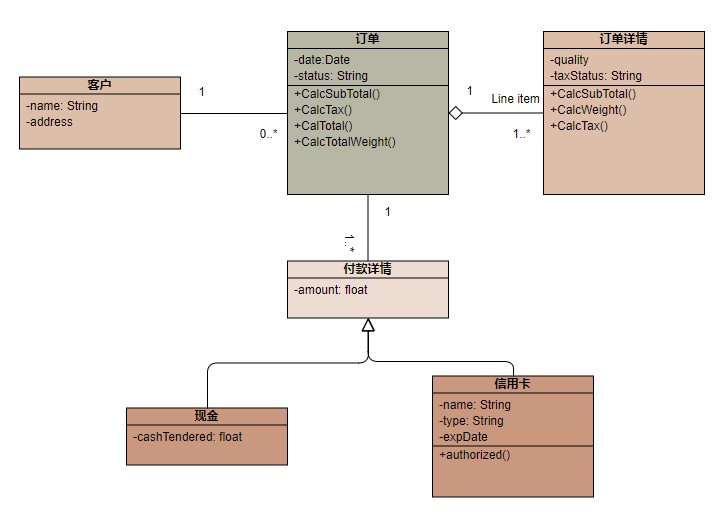 客户
-name: String
-address
1
0..*
订单
-date:Date
-status: String
+CalcSubTotal()
+CalcTax()
+CalTotal()
+CalcTotalWeight()
1
Line item
1..*
订单详情
-quality
-taxStatus: String
+CalcSubTotal()
+CalcWeight()
+CalcTax()
1
1..*
付款详情
-amount: float
现金
-cashTendered: float
信用卡
-name: String
-type: String
-expDate
+authorized()